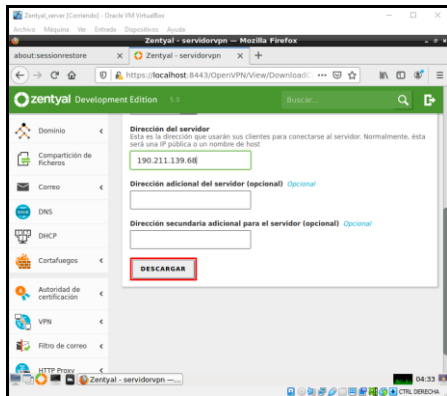 Zentyal_server [Corriendo] - Oracle VM VirtualBox
Archivo Máquina Ver Entrada Dispositivos Ayuda
Zentyal - servidorvpn — Mozilla Firefox
about:sessionrestore
Zentyal - servidorvpn
https://localhost:8443/OpenVPN/View/DownloadC
zentyal Development Edition 5.0
Buscar...
Dominio
Compartición de
Ficheros
Correo
DNS
DHCP
Cortafuegos
Autoridad de
certificación
VPN
Filtro de correo
HTTP Proxy
Dirección del servidor
Esta es la dirección que usarán sus clientes para conectarse al servidor. Normalmente, ésta
será una IP pública o un nombre de host
190.211.139.68
Dirección adicional del servidor (opcional) Opcional
Dirección secundaria adicional para el servidor (opcional) Opcional
DESCARGAR
Zentyal - servidorvpn —...
04:33
CTRL DERECHA